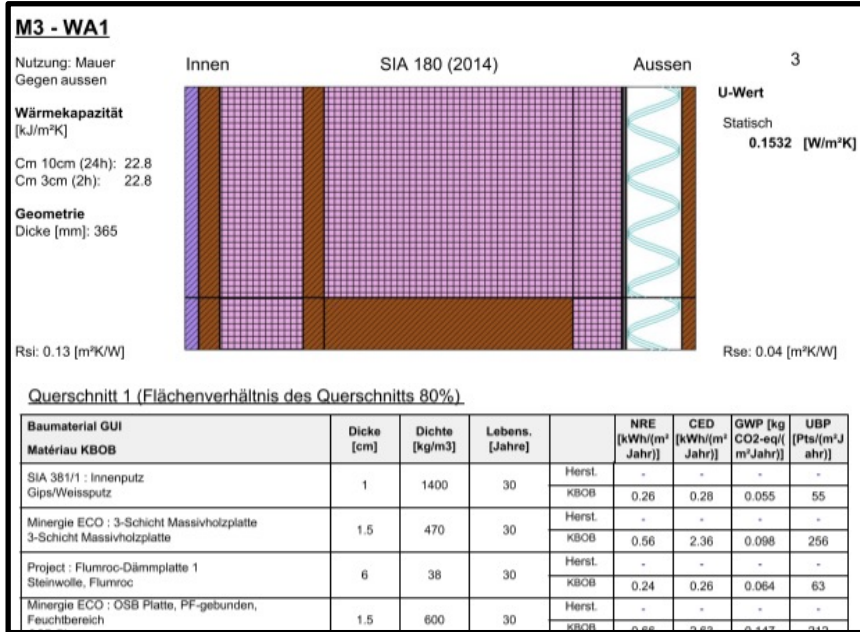 M3 - WA1
Nutzung: Mauer
Gegen aussen
Innen
SIA 180 (2014)
Aussen
3
Wärmekapazität
[kJ/m²K]
Cm 10cm (24h): 22.8
Cm 3cm (2h): 22.8
Geometrie
Dicke [mm]: 365
U-Wert
Statisch
0.1532 [W/m²K]
Rsi: 0.13 [m²K/W]
Rse: 0.04 [m²K/W]
Querschnitt 1 (Flächenverhältnis des Querschnitts 80%)
Baumaterial GUI
Matériau KBOB
Dicke
[cm]
Dichte
[kg/m3]
Lebens.
[Jahre]
NRE
[kWh/(m²
Jahr)]
CED
[kWh/(m²
Jahr)]
GWP [kg
CO2-eq/(
m²Jahr)]
UBP
[Pts/(m²J
ahr)]
SIA 381/1 : Innenputz
Gips/Weissputz
1 1400 30
Herst. - - - -
KBOB 0.26 0.28 0.055 55
Minergie ECO : 3-Schicht Massivholzplatte
3-Schicht Massivholzplatte
1.5 470 30
Herst. - - - -
KBOB 0.56 2.36 0.098 256
Project : Flumroc-Dämmplatte 1
Steinwolle, Flumroc
6 38 30
Herst. - - - -
KBOB 0.24 0.26 0.064 63
Minergie ECO : OSB Platte, PF-gebunden,
Feuchtbereich
1.5 600 30
Herst. - - - -
KBOB